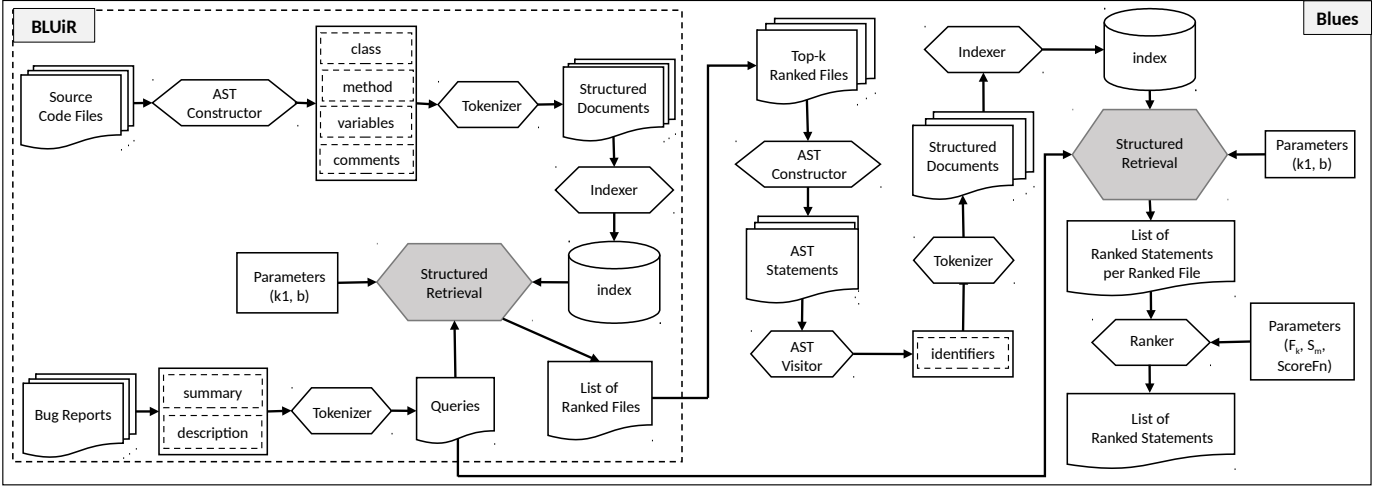 BLUiR
Blues
Source
Code Files
AST
Constructor
class
method
variables
comments
Tokenizer
Structured
Documents
Indexer
index
Parameters
(k1, b)
Structured
Retrieval
Bug Reports
summary
description
Tokenizer
Queries
List of
Ranked Files
Top-k
Ranked Files
AST
Constructor
AST
Statements
AST
Visitor
identifiers
Tokenizer
Structured
Documents
Indexer
index
Structured
Retrieval
Parameters
(k1, b)
List of
Ranked Statements
per Ranked File
Ranker
Parameters
(Fk, Sm,
ScoreFn)
List of
Ranked Statements